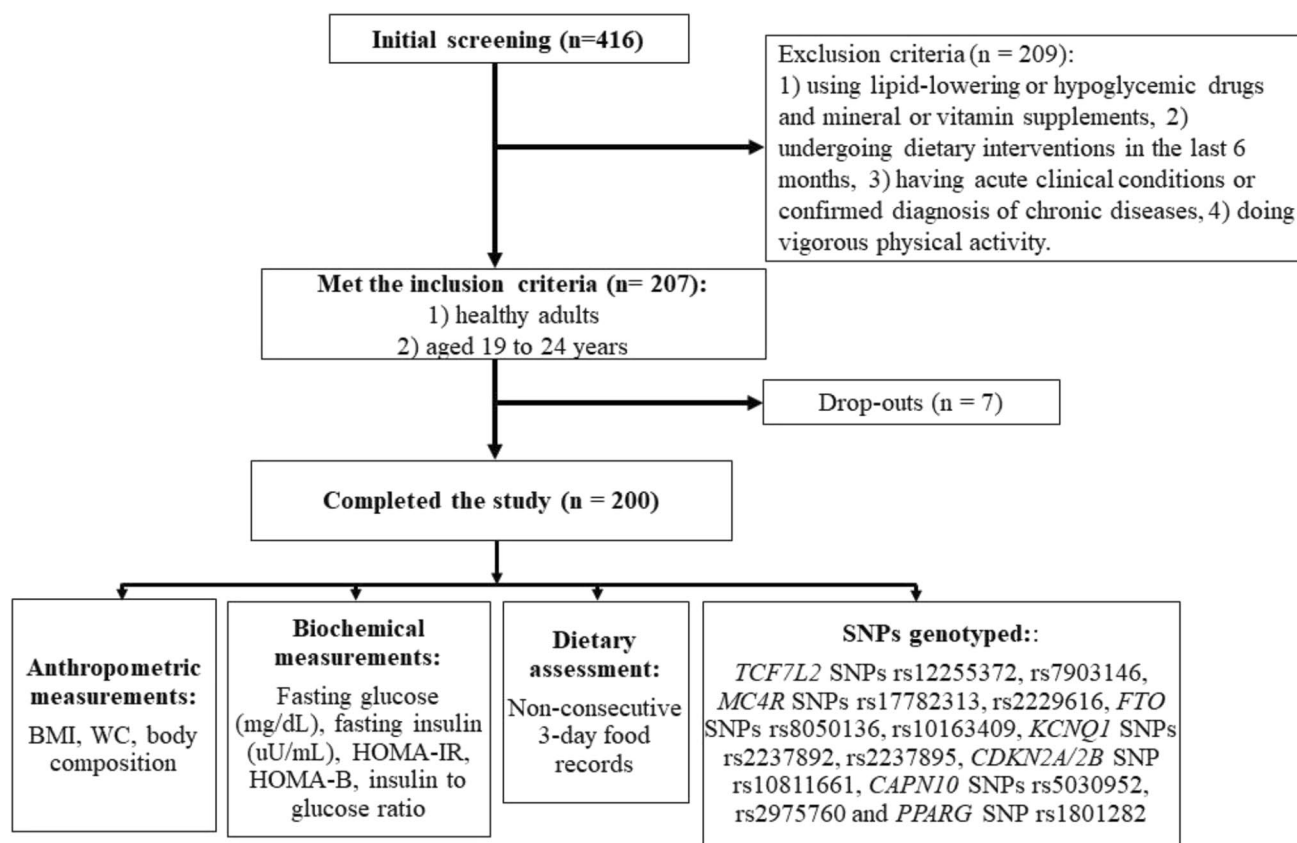 Initial screening (n=416)
Exclusion criteria (n = 209):
1) using lipid-lowering or hypoglycemic drugs
and mineral or vitamin supplements, 2)
undergoing dietary interventions in the last 6
months, 3) having acute clinical conditions or
confirmed diagnosis of chronic diseases, 4) doing
vigorous physical activity.
Met the inclusion criteria (n= 207):
1) healthy adults
2) aged 19 to 24 years
Drop-outs (n = 7)
Completed the study (n = 200)
Anthropometric
measurements:
BMI, WC, body
composition
Biochemical
measurements:
Fasting glucose
(mg/dL), fasting insulin
(uU/mL), HOMA-IR,
HOMA-B, insulin to
glucose ratio
Dietary
assessment:
Non-consecutive
3-day food
records
SNPs genotyped::
TCF7L2 SNPs rs12255372, rs7903146,
MC4R SNPs rs17782313, rs2229616, FTO
SNPs rs8050136, rs10163409, KCNQ1 SNPs
rs2237892, rs2237895, CDKN2A/2B SNP
rs10811661, CAPN10 SNPs rs5030952,
rs2975760 and PPARG SNP rs1801282